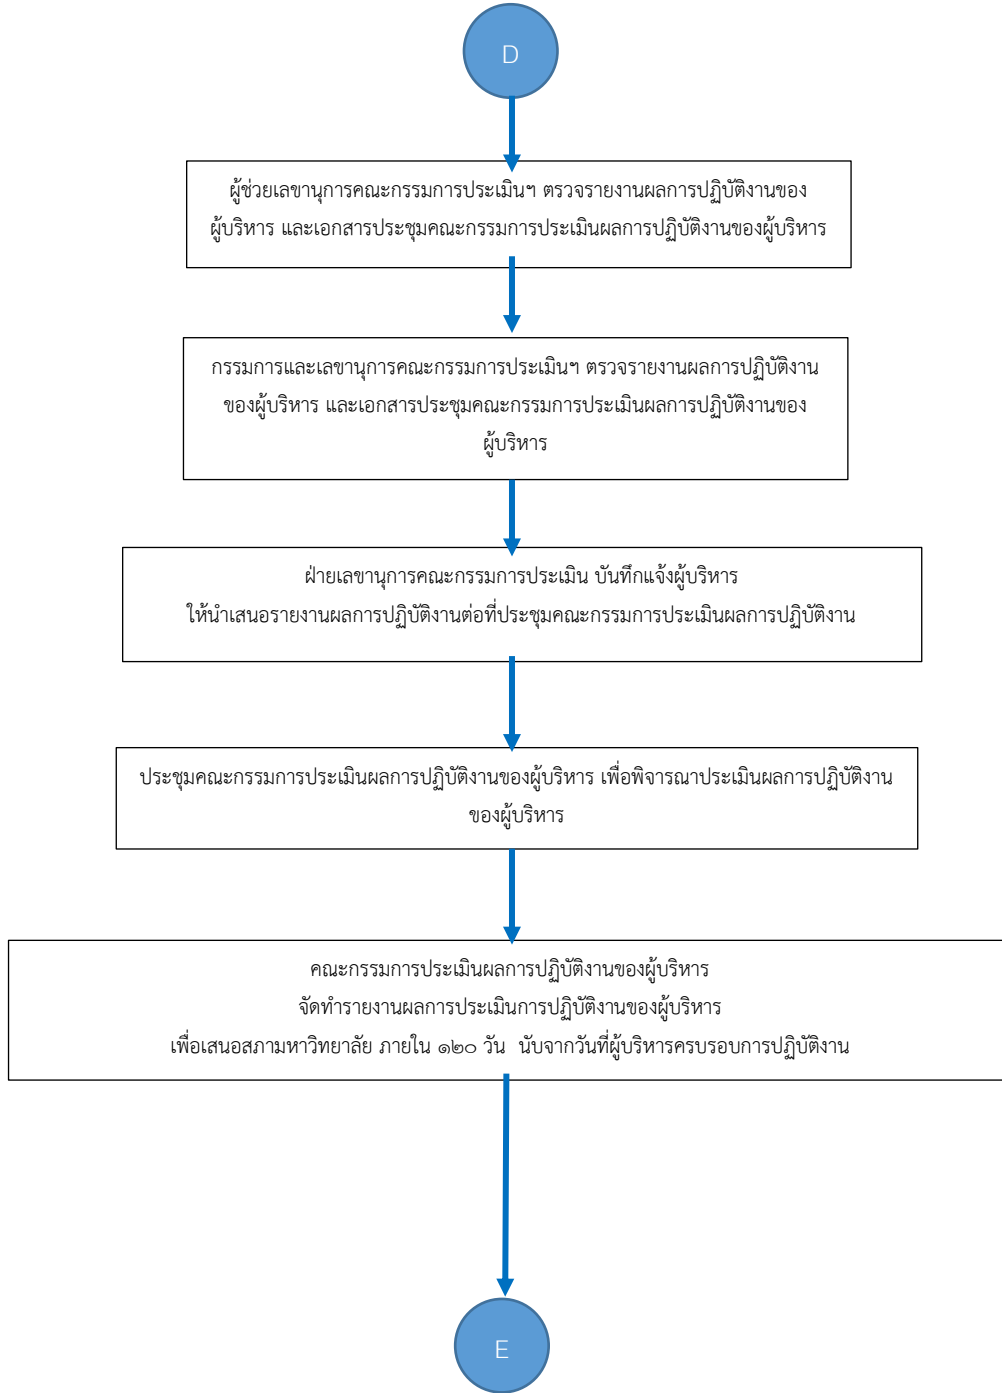 D
ผู้ช่วยเลขานุการคณะกรรมการประเมินฯ ตรวจรายงานผลการปฏิบัติงานของ
ผู้บริหาร และเอกสารประชุมคณะกรรมการประเมินผลการปฏิบัติงานของผู้บริหาร
กรรมการและเลขานุการคณะกรรมการประเมินฯ ตรวจรายงานผลการปฏิบัติงาน
ของผู้บริหาร และเอกสารประชุมคณะกรรมการประเมินผลการปฏิบัติงานของ
ผู้บริหาร
ฝ่ายเลขานุการคณะกรรมการประเมิน บันทึกแจ้งผู้บริหาร
ให้นำเสนอรายงานผลการปฏิบัติงานต่อที่ประชุมคณะกรรมการประเมินผลการปฏิบัติงาน
ประชุมคณะกรรมการประเมินผลการปฏิบัติงานของผู้บริหาร เพื่อพิจารณาประเมินผลการปฏิบัติงาน
ของผู้บริหาร
คณะกรรมการประเมินผลการปฏิบัติงานของผู้บริหาร
จัดทำรายงานผลการประเมินการปฏิบัติงานของผู้บริหาร
เพื่อเสนอสภามหาวิทยาลัย ภายใน ๑๒๐ วัน  นับจากวันที่ผู้บริหารครบรอบการปฏิบัติงาน
E